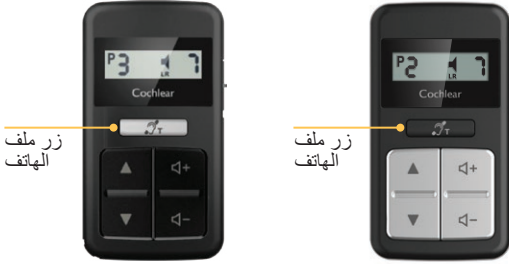 P3 LR 7
Cochlear
T
زر ملف
الهاتف
+
-
P2 LR 7
Cochlear
T
زر ملف
الهاتف
+
-